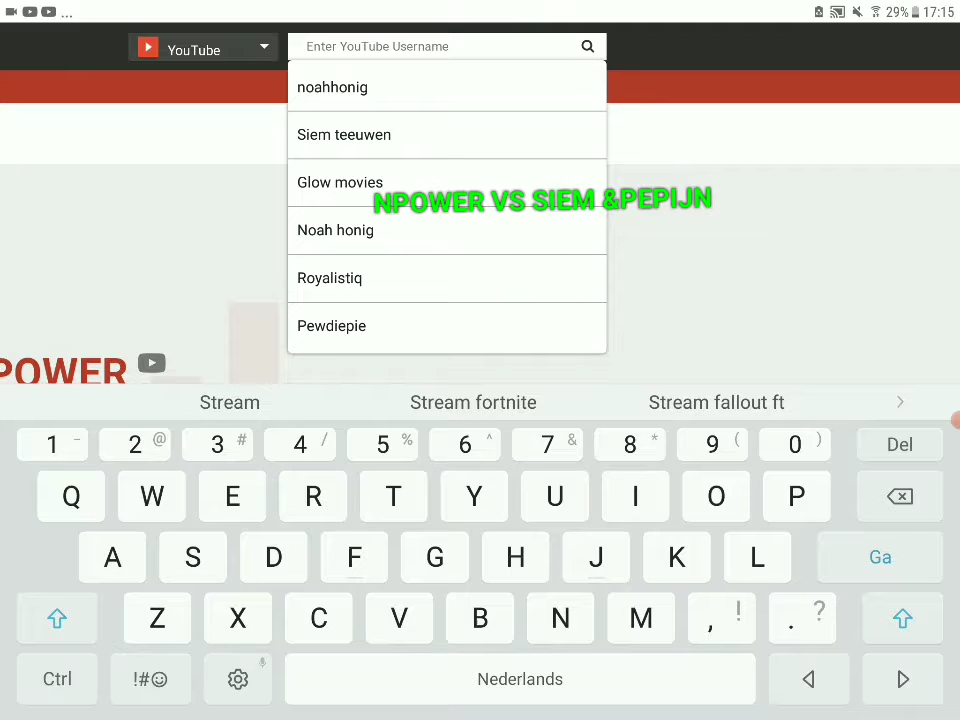 ... 29% 17:15
YouTube Enter YouTube Username
noahhonig
Siem teeuwen
Glow movies
NPOWER VS SIEM &PEPIJN
Noah honig
Royalistiq
Pewdiepie
POWER
Stream Stream fortnite Stream fallout ft
1 - 2 @ 3 # 4 / 5 % 6 ^ 7 & 8 * 9 ( 0 ) Del
Q W E R T Y U I O P
A S D F G H J K L Ga
Z X C V B N M , ! . ?
Ctrl !#☺ Nederlands